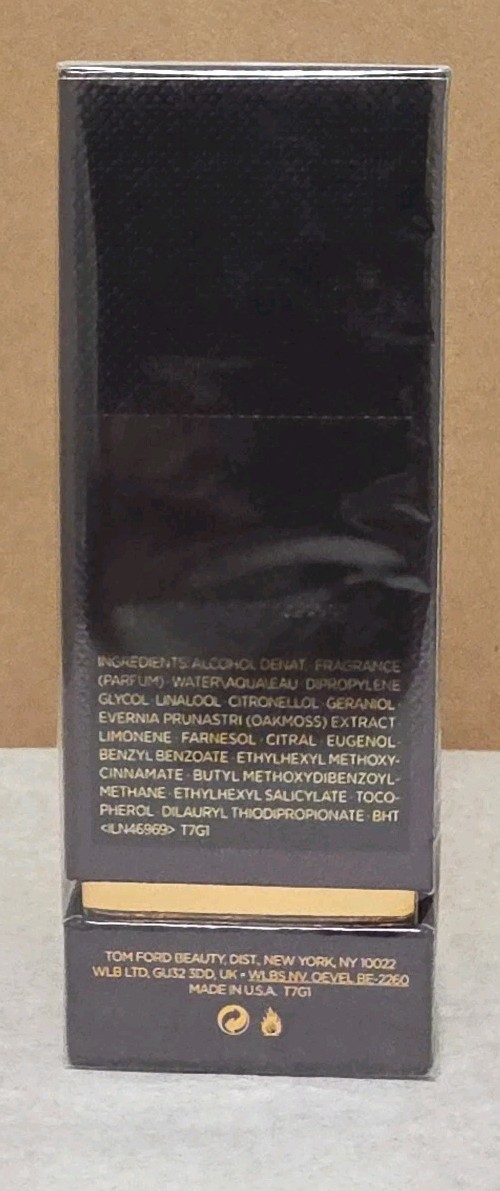 INGREDIENTS: ALCOHOL DENAT· FRAGRANCE
(PARFUM)· WATER\AQUA\EAU· DIPROPYLENE
GLYCOL· LINALOOL· CITRONELLOL· GERANIOL·
EVERNIA PRUNASTRI (OAKMOSS) EXTRACT·
LIMONENE· FARNESOL· CITRAL· EUGENOL·
BENZYL BENZOATE· ETHYLHEXYL METHOXY-
CINNAMATE· BUTYL METHOXYDIBENZOYL-
METHANE· ETHYLHEXYL SALICYLATE· TOCO-
PHEROL· DILAURYL THIODIPROPIONATE· BHT
<ILN46969> T7G1
TOM FORD BEAUTY, DIST., NEW YORK, NY 10022
WLB LTD, GU32 3DD, UK • WLBS NV, OEVEL BE-2260
MADE IN U.S.A. T7G1